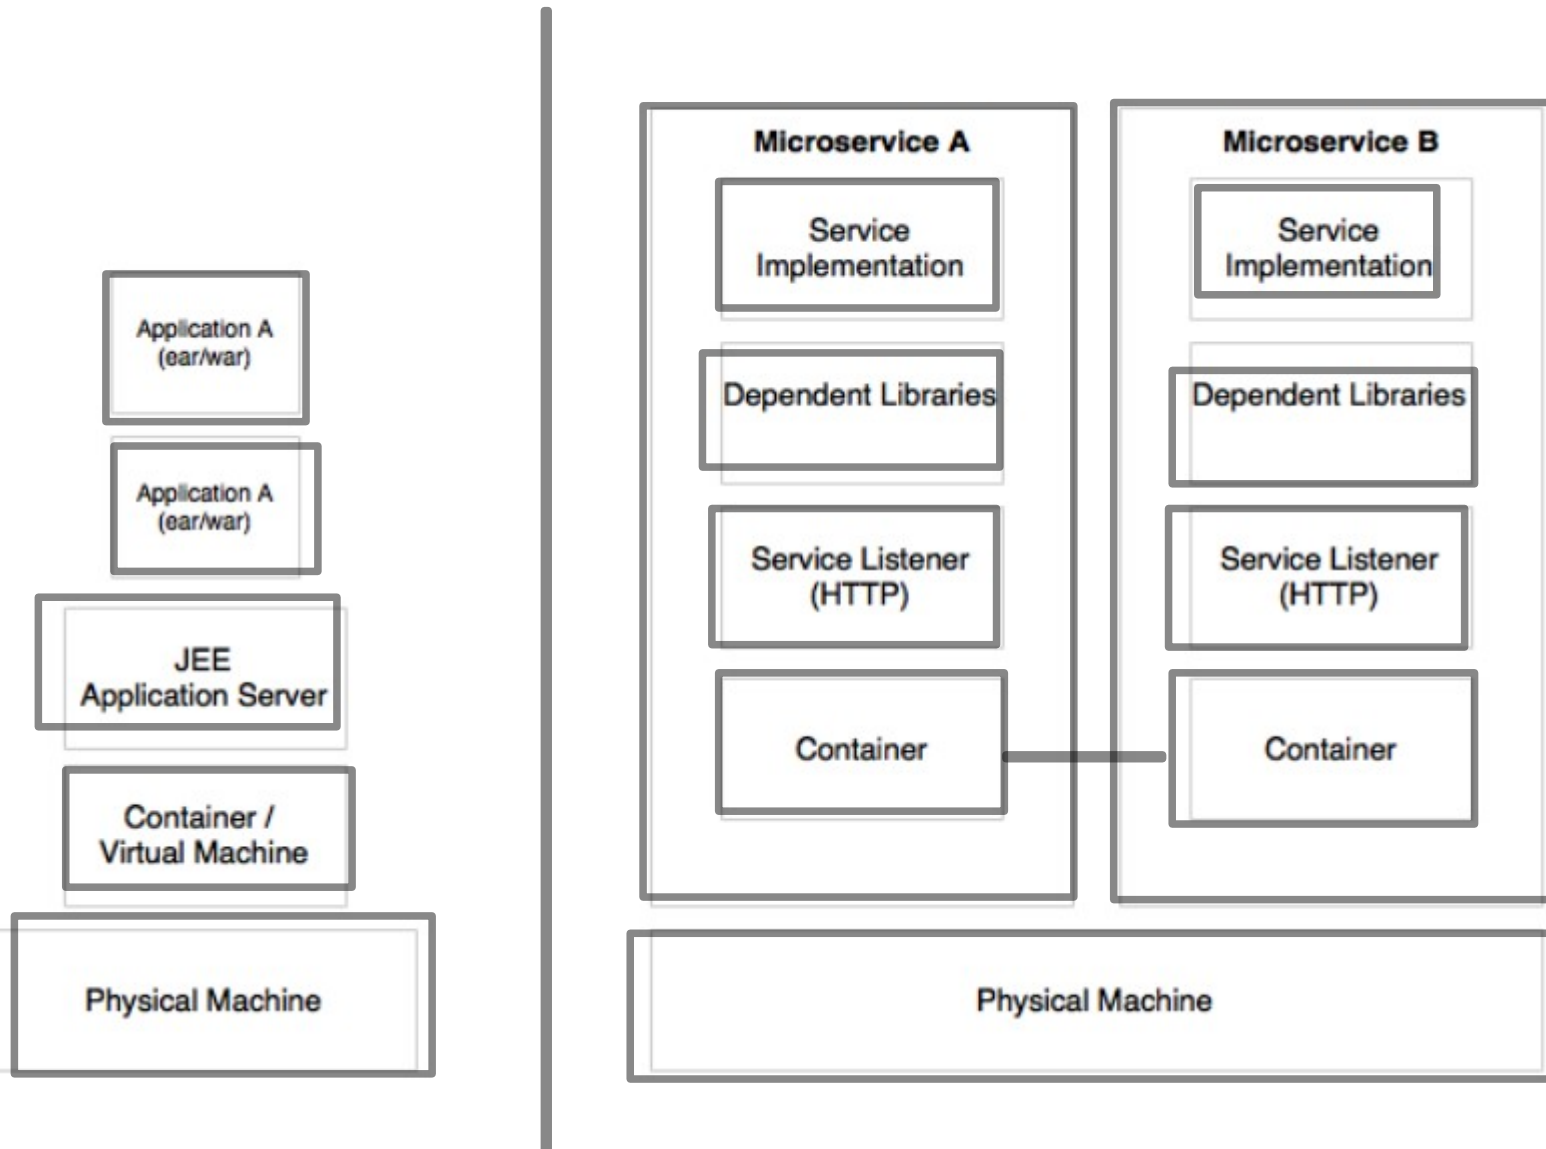 Application A
(ear/war)
Application A
(ear/war)
JEE
Application Server
Container /
Virtual Machine
Physical Machine
Microservice A
Service
Implementation
Dependent Libraries
Service Listener
(HTTP)
Container
Microservice B
Service
Implementation
Dependent Libraries
Service Listener
(HTTP)
Container
Physical Machine